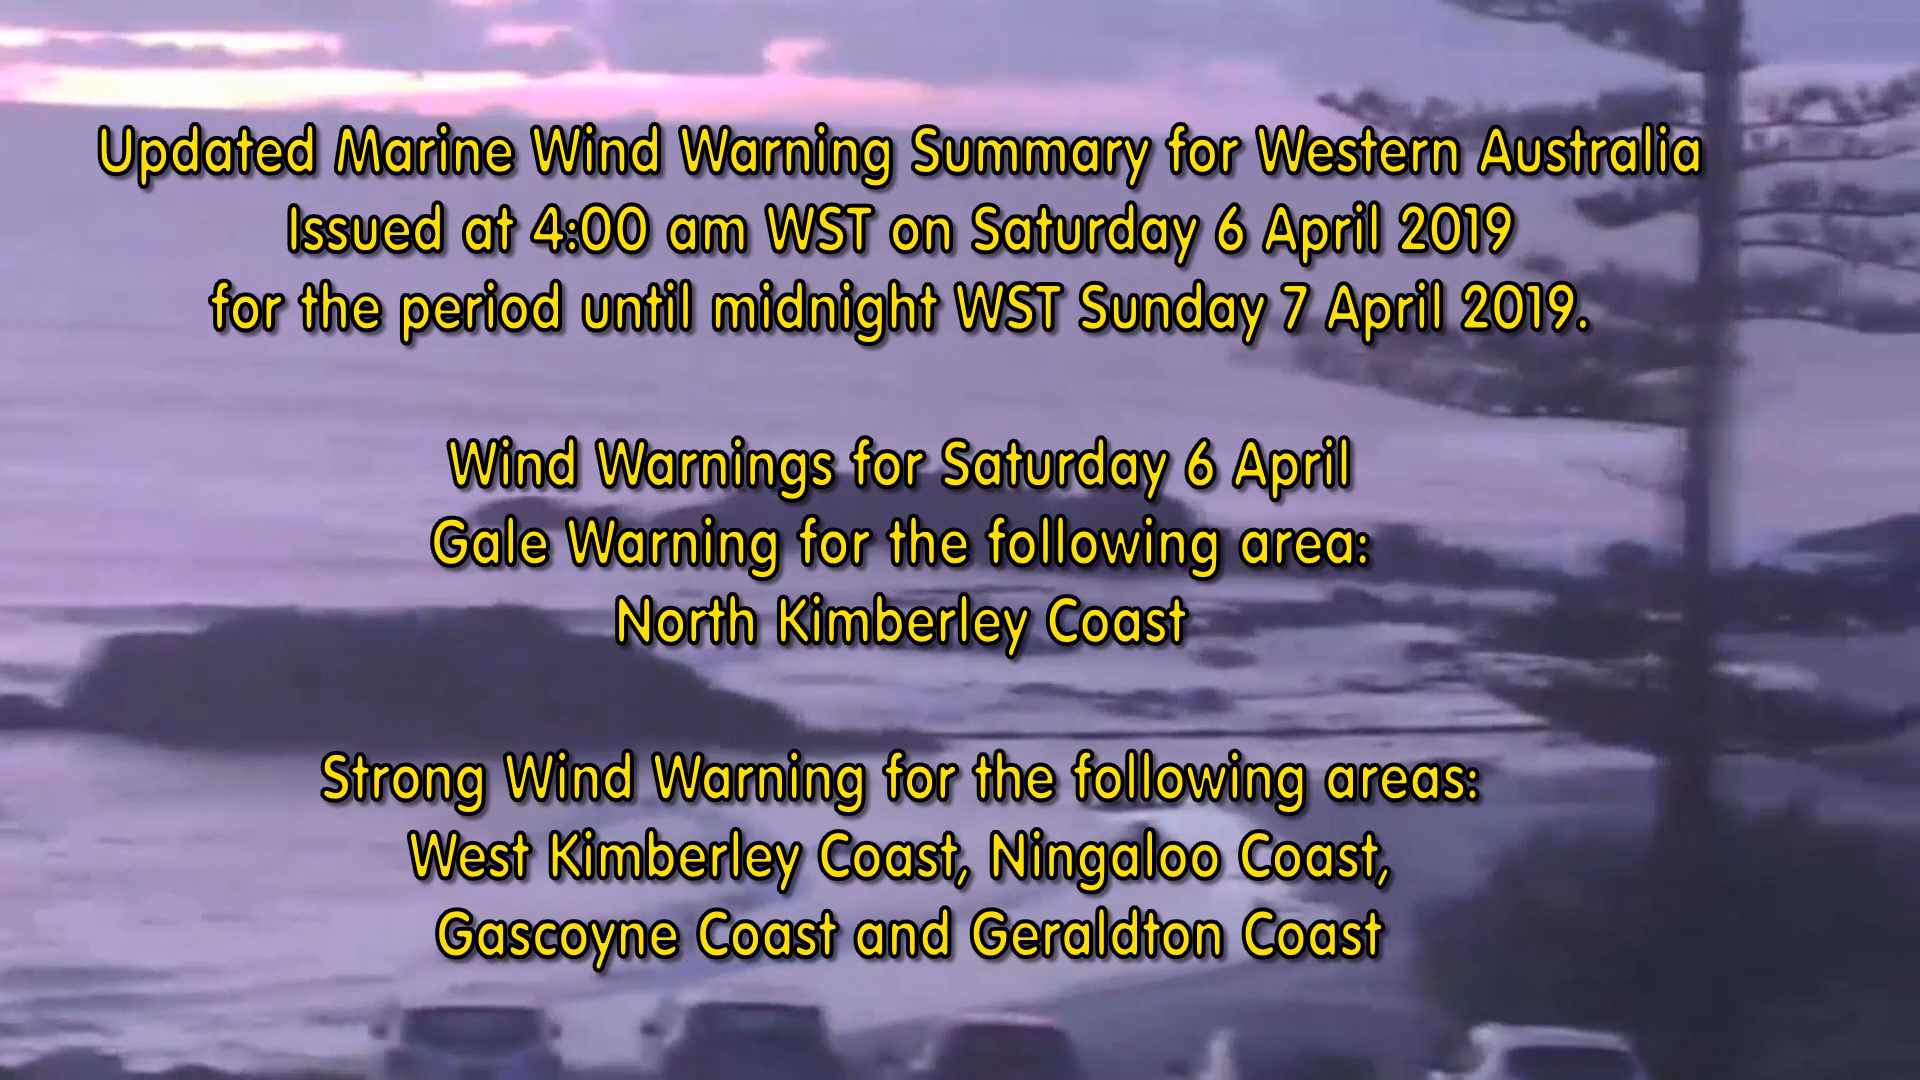 Updated Marine Wind Warning Summary for Western Australia
Issued at 4:00 am WST on Saturday 6 April 2019
for the period until midnight WST Sunday 7 April 2019.
Wind Warnings for Saturday 6 April
Gale Warning for the following area:
North Kimberley Coast
Strong Wind Warning for the following areas:
West Kimberley Coast, Ningaloo Coast,
Gascoyne Coast and Geraldton Coast